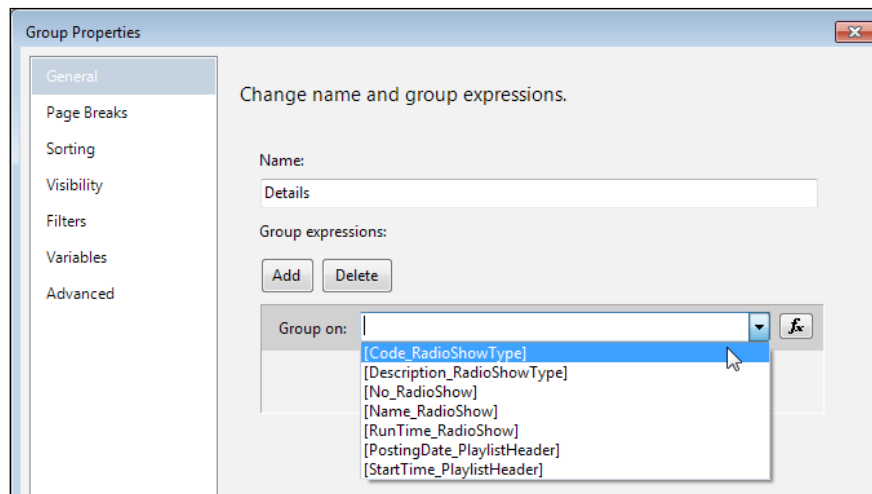 Group Properties
General
Page Breaks
Sorting
Visibility
Filters
Variables
Advanced
Change name and group expressions.
Name:
Details
Group expressions:
Add Delete
Group on: fx
[Code_RadioShowType]
[Description_RadioShowType]
[No_RadioShow]
[Name_RadioShow]
[RunTime_RadioShow]
[PostingDate_PlaylistHeader]
[StartTime_PlaylistHeader]